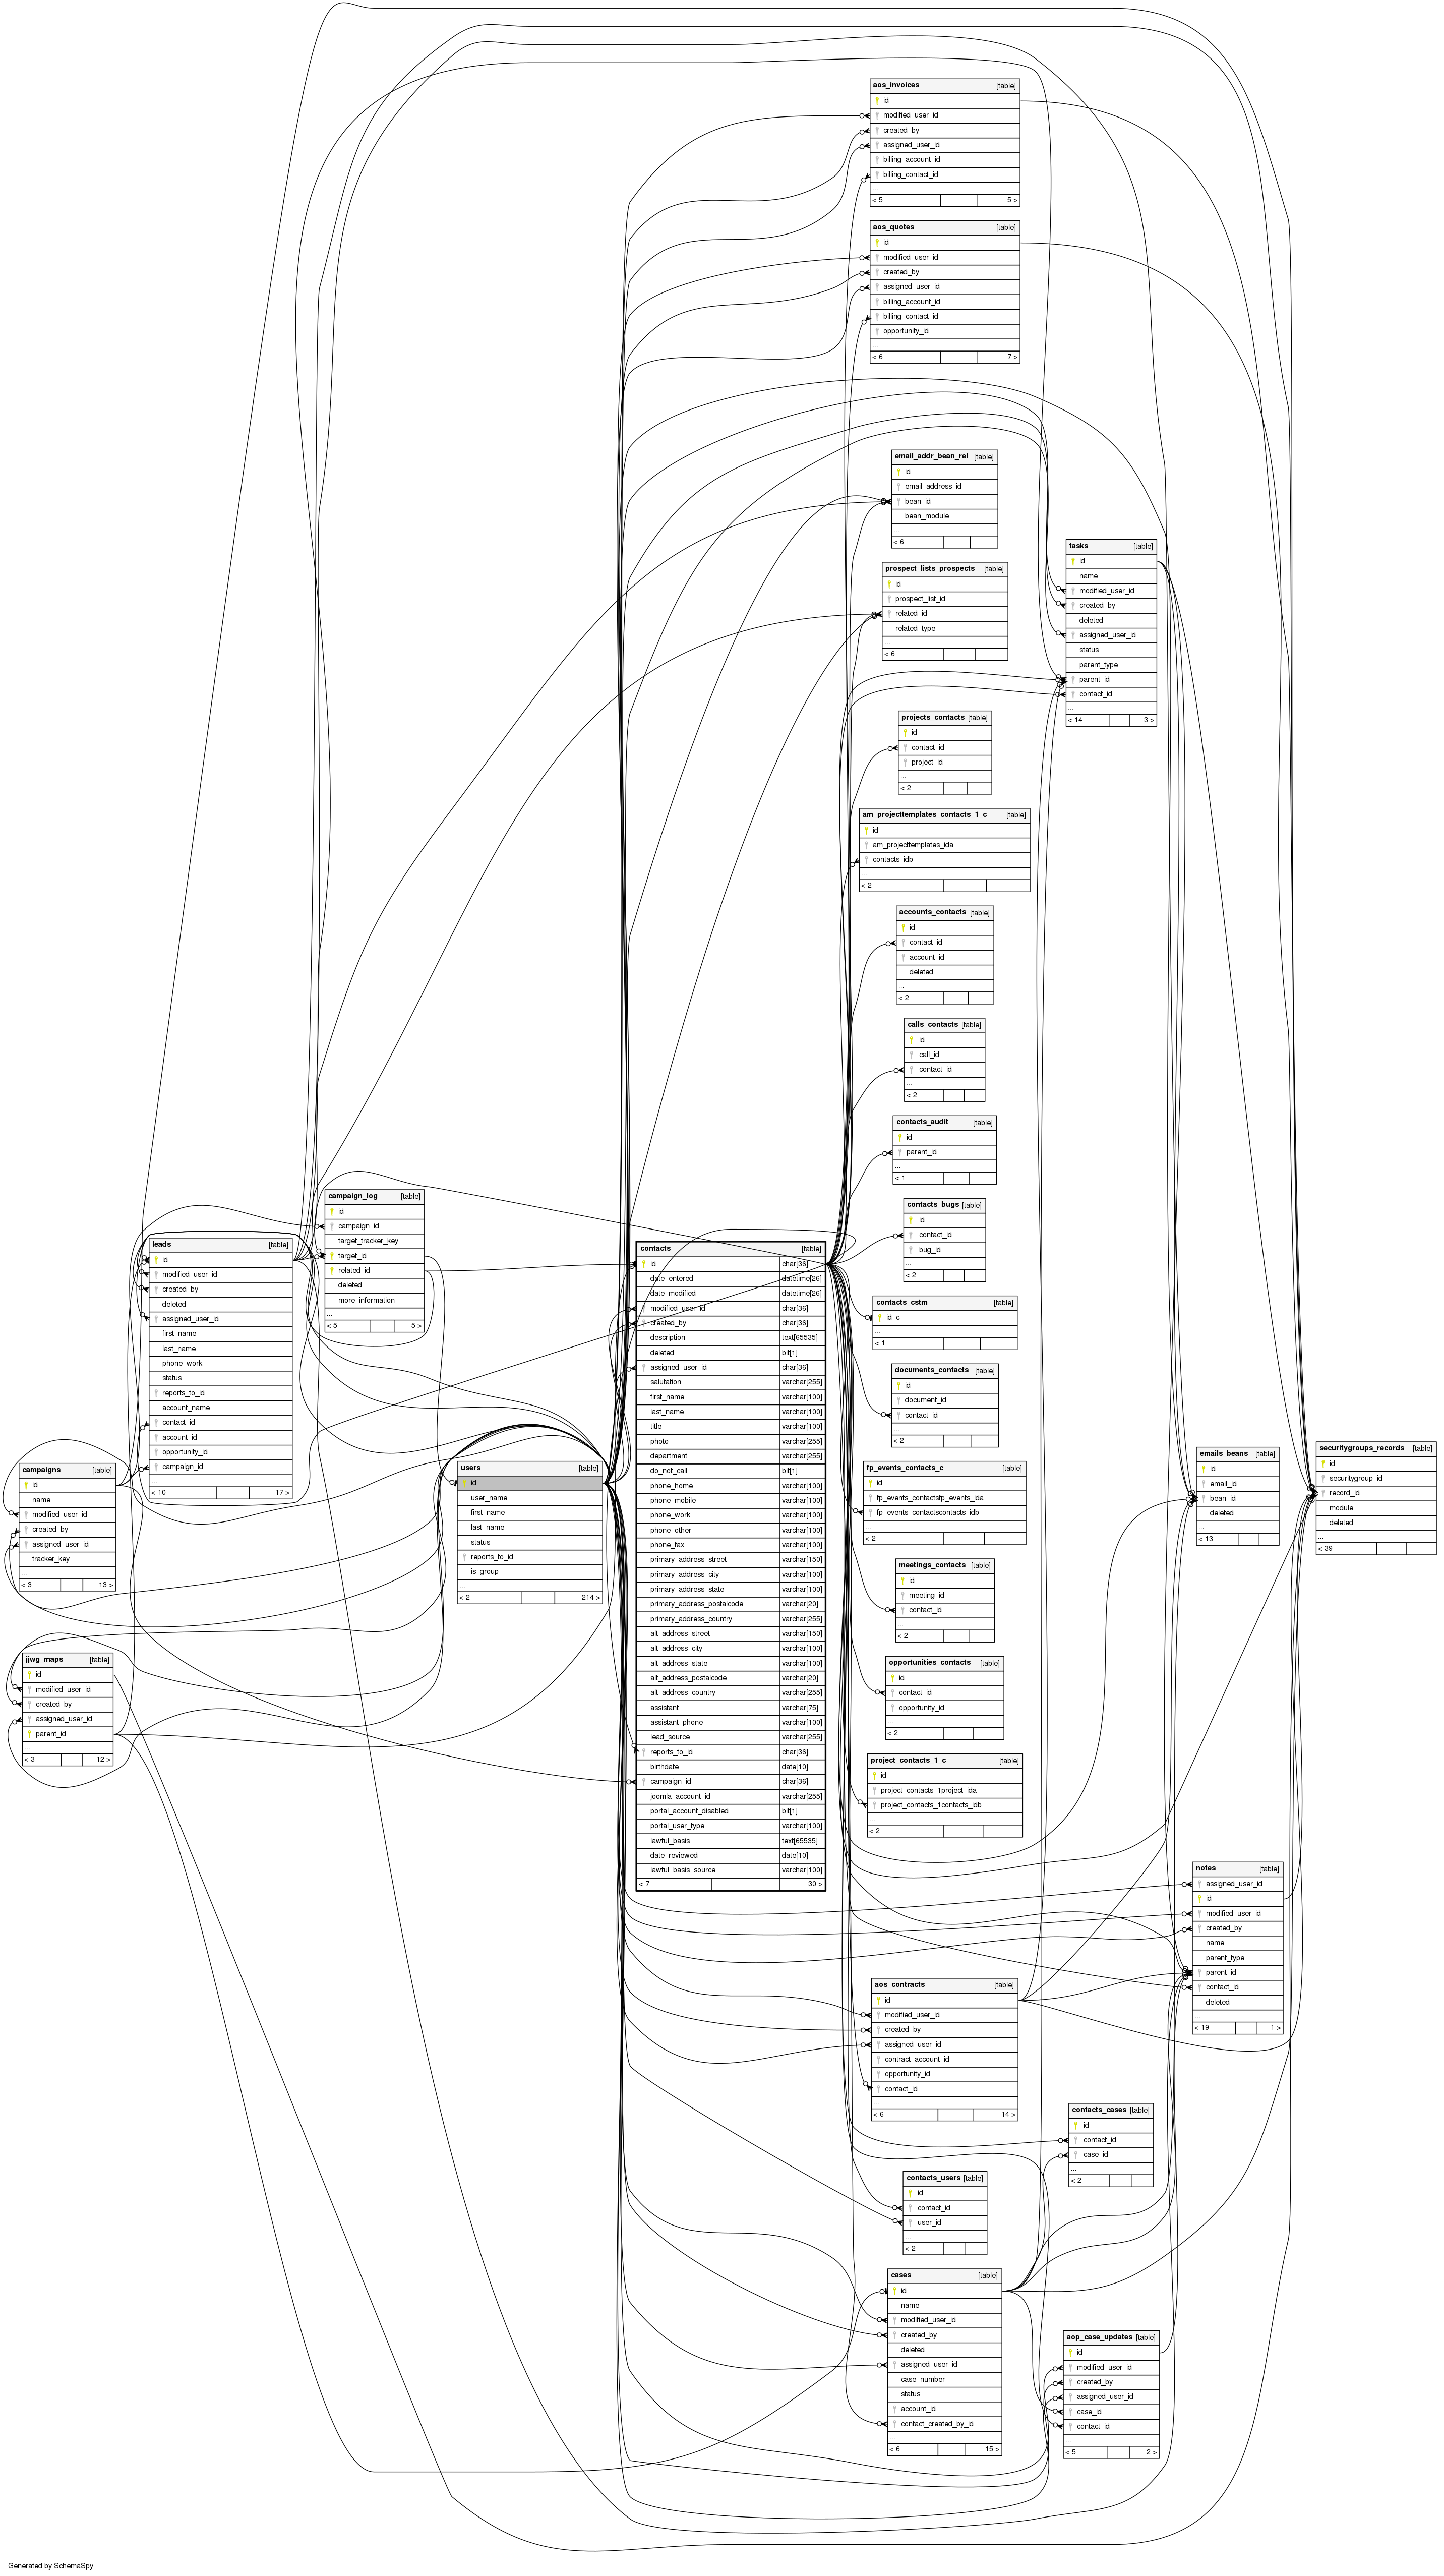 aos_invoices [table]
id
modified_user_id
created_by
assigned_user_id
billing_account_id
billing_contact_id
...
< 5 5 >
aos_quotes [table]
id
modified_user_id
created_by
assigned_user_id
billing_account_id
billing_contact_id
opportunity_id
...
< 6 7 >
email_addr_bean_rel [table]
id
email_address_id
bean_id
bean_module
...
< 6
prospect_lists_prospects [table]
id
prospect_list_id
related_id
related_type
...
< 6
tasks [table]
id
name
modified_user_id
created_by
deleted
assigned_user_id
status
parent_type
parent_id
contact_id
...
< 14 3 >
projects_contacts [table]
id
contact_id
project_id
...
< 2
am_projecttemplates_contacts_1_c [table]
id
am_projecttemplates_ida
contacts_idb
...
< 2
accounts_contacts [table]
id
contact_id
account_id
deleted
...
< 2
calls_contacts [table]
id
call_id
contact_id
...
< 2
contacts_audit [table]
id
parent_id
...
< 1
contacts_bugs [table]
id
contact_id
bug_id
...
< 2
contacts_cstm [table]
id_c
...
< 1
documents_contacts [table]
id
document_id
contact_id
...
< 2
fp_events_contacts_c [table]
id
fp_events_contactsfp_events_ida
fp_events_contactscontacts_idb
...
< 2
meetings_contacts [table]
id
meeting_id
contact_id
...
< 2
opportunities_contacts [table]
id
contact_id
opportunity_id
...
< 2
project_contacts_1_c [table]
id
project_contacts_1project_ida
project_contacts_1contacts_idb
...
< 2
campaign_log [table]
id
campaign_id
target_tracker_key
target_id
related_id
deleted
more_information
...
< 5 5 >
leads [table]
id
modified_user_id
created_by
deleted
assigned_user_id
first_name
last_name
phone_work
status
reports_to_id
account_name
contact_id
account_id
opportunity_id
campaign_id
...
< 10 17 >
campaigns [table]
id
name
modified_user_id
created_by
assigned_user_id
tracker_key
...
< 3 13 >
jjwg_maps [table]
id
modified_user_id
created_by
assigned_user_id
parent_id
...
< 3 12 >
users [table]
id
user_name
first_name
last_name
status
reports_to_id
is_group
...
< 2 214 >
contacts [table]
id char[36]
date_entered datetime[26]
date_modified datetime[26]
modified_user_id char[36]
created_by char[36]
description text[65535]
deleted bit[1]
assigned_user_id char[36]
salutation varchar[255]
first_name varchar[100]
last_name varchar[100]
title varchar[100]
photo varchar[255]
department varchar[255]
do_not_call bit[1]
phone_home varchar[100]
phone_mobile varchar[100]
phone_work varchar[100]
phone_other varchar[100]
phone_fax varchar[100]
primary_address_street varchar[150]
primary_address_city varchar[100]
primary_address_state varchar[100]
primary_address_postalcode varchar[20]
primary_address_country varchar[255]
alt_address_street varchar[150]
alt_address_city varchar[100]
alt_address_state varchar[100]
alt_address_postalcode varchar[20]
alt_address_country varchar[255]
assistant varchar[75]
assistant_phone varchar[100]
lead_source varchar[255]
reports_to_id char[36]
birthdate date[10]
campaign_id char[36]
joomla_account_id varchar[255]
portal_account_disabled bit[1]
portal_user_type varchar[100]
lawful_basis text[65535]
date_reviewed date[10]
lawful_basis_source varchar[100]
< 7 30 >
emails_beans [table]
id
email_id
bean_id
deleted
...
< 13
securitygroups_records [table]
id
securitygroup_id
record_id
module
deleted
...
< 39
notes [table]
assigned_user_id
id
modified_user_id
created_by
name
parent_type
parent_id
contact_id
deleted
...
< 19 1 >
aos_contracts [table]
id
modified_user_id
created_by
assigned_user_id
contract_account_id
opportunity_id
contact_id
...
< 6 14 >
contacts_cases [table]
id
contact_id
case_id
...
< 2
contacts_users [table]
id
contact_id
user_id
...
< 2
cases [table]
id
name
modified_user_id
created_by
deleted
assigned_user_id
case_number
status
account_id
contact_created_by_id
...
< 6 15 >
aop_case_updates [table]
id
modified_user_id
created_by
assigned_user_id
case_id
contact_id
...
< 5 2 >
Generated by SchemaSpy